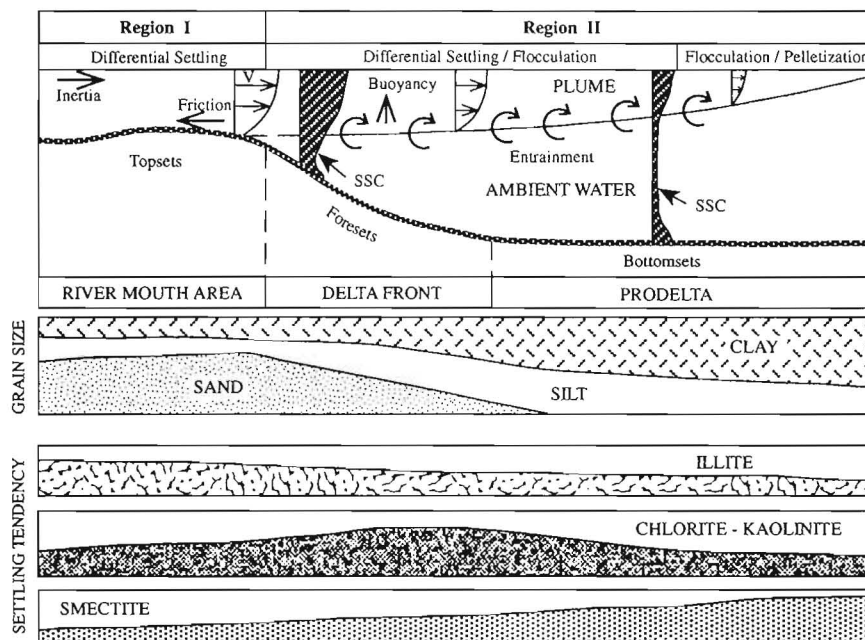 Region I Region II
Differential Settling Differential Settling / Flocculation Flocculation / Pelletization
V Buoyancy PLUME
Inertia
Friction
Topsets SSC Entrainment
AMBIENT WATER
SSC
Foresets
Bottomsets
RIVER MOUTH AREA DELTA FRONT PRODELTA
GRAIN SIZE
CLAY
SAND SILT
SETTLING TENDENCY
ILLITE
CHLORITE - KAOLINITE
SMECTITE